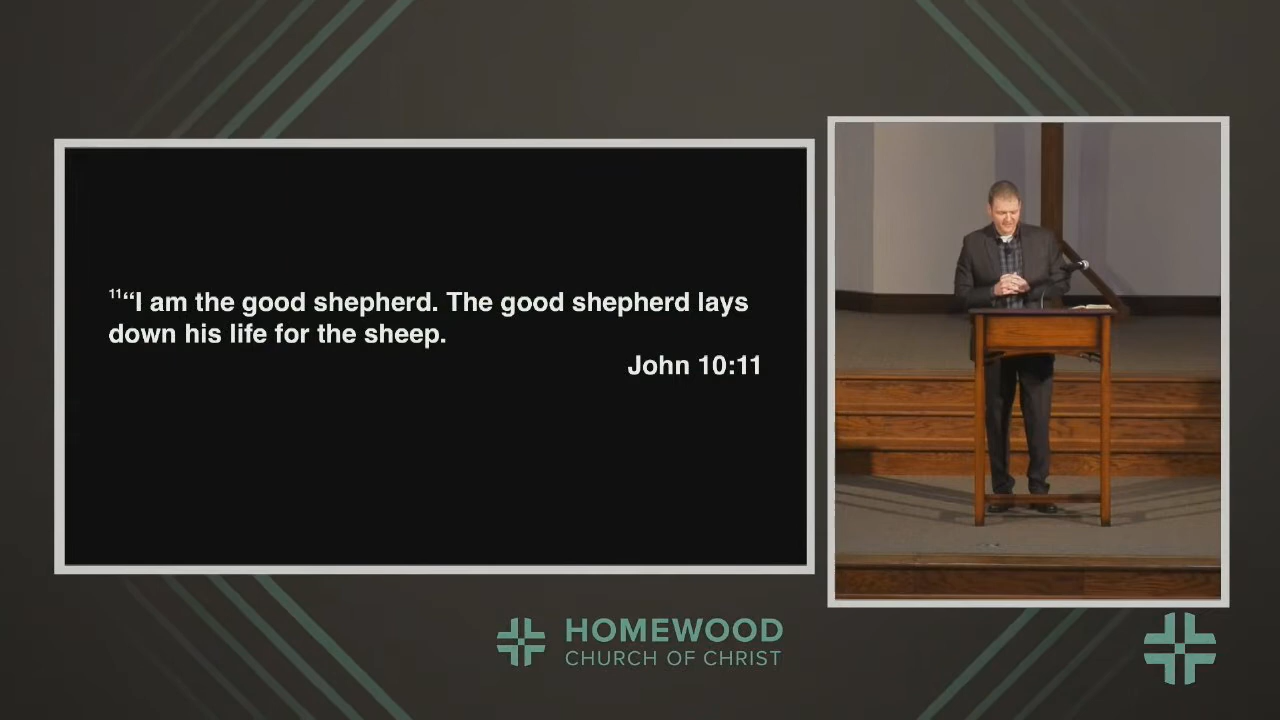 ¹¹“I am the good shepherd. The good shepherd lays
down his life for the sheep.
John 10:11
HOMEWOOD
CHURCH OF CHRIST